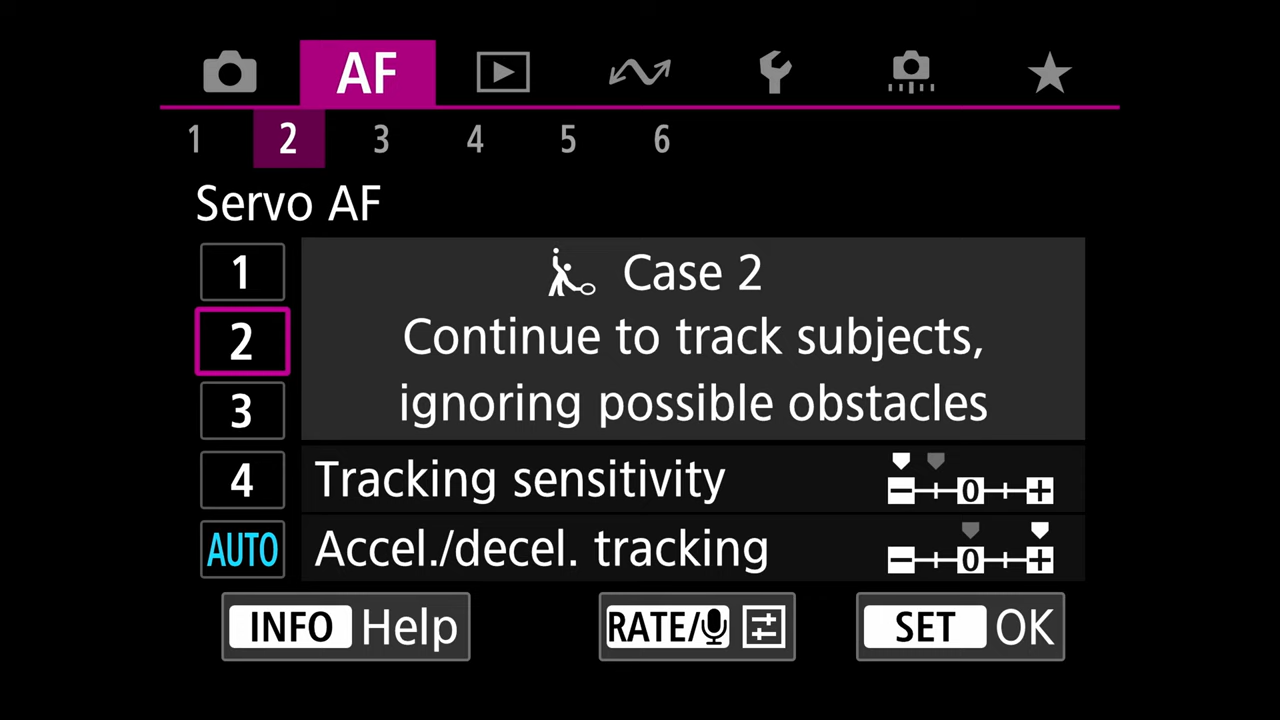 AF
1 2 3 4 5 6
Servo AF
1
Case 2
2
Continue to track subjects,
ignoring possible obstacles
3
4
Tracking sensitivity
− 0 +
AUTO
Accel./decel. tracking
− 0 +
INFO Help
RATE/
SET OK